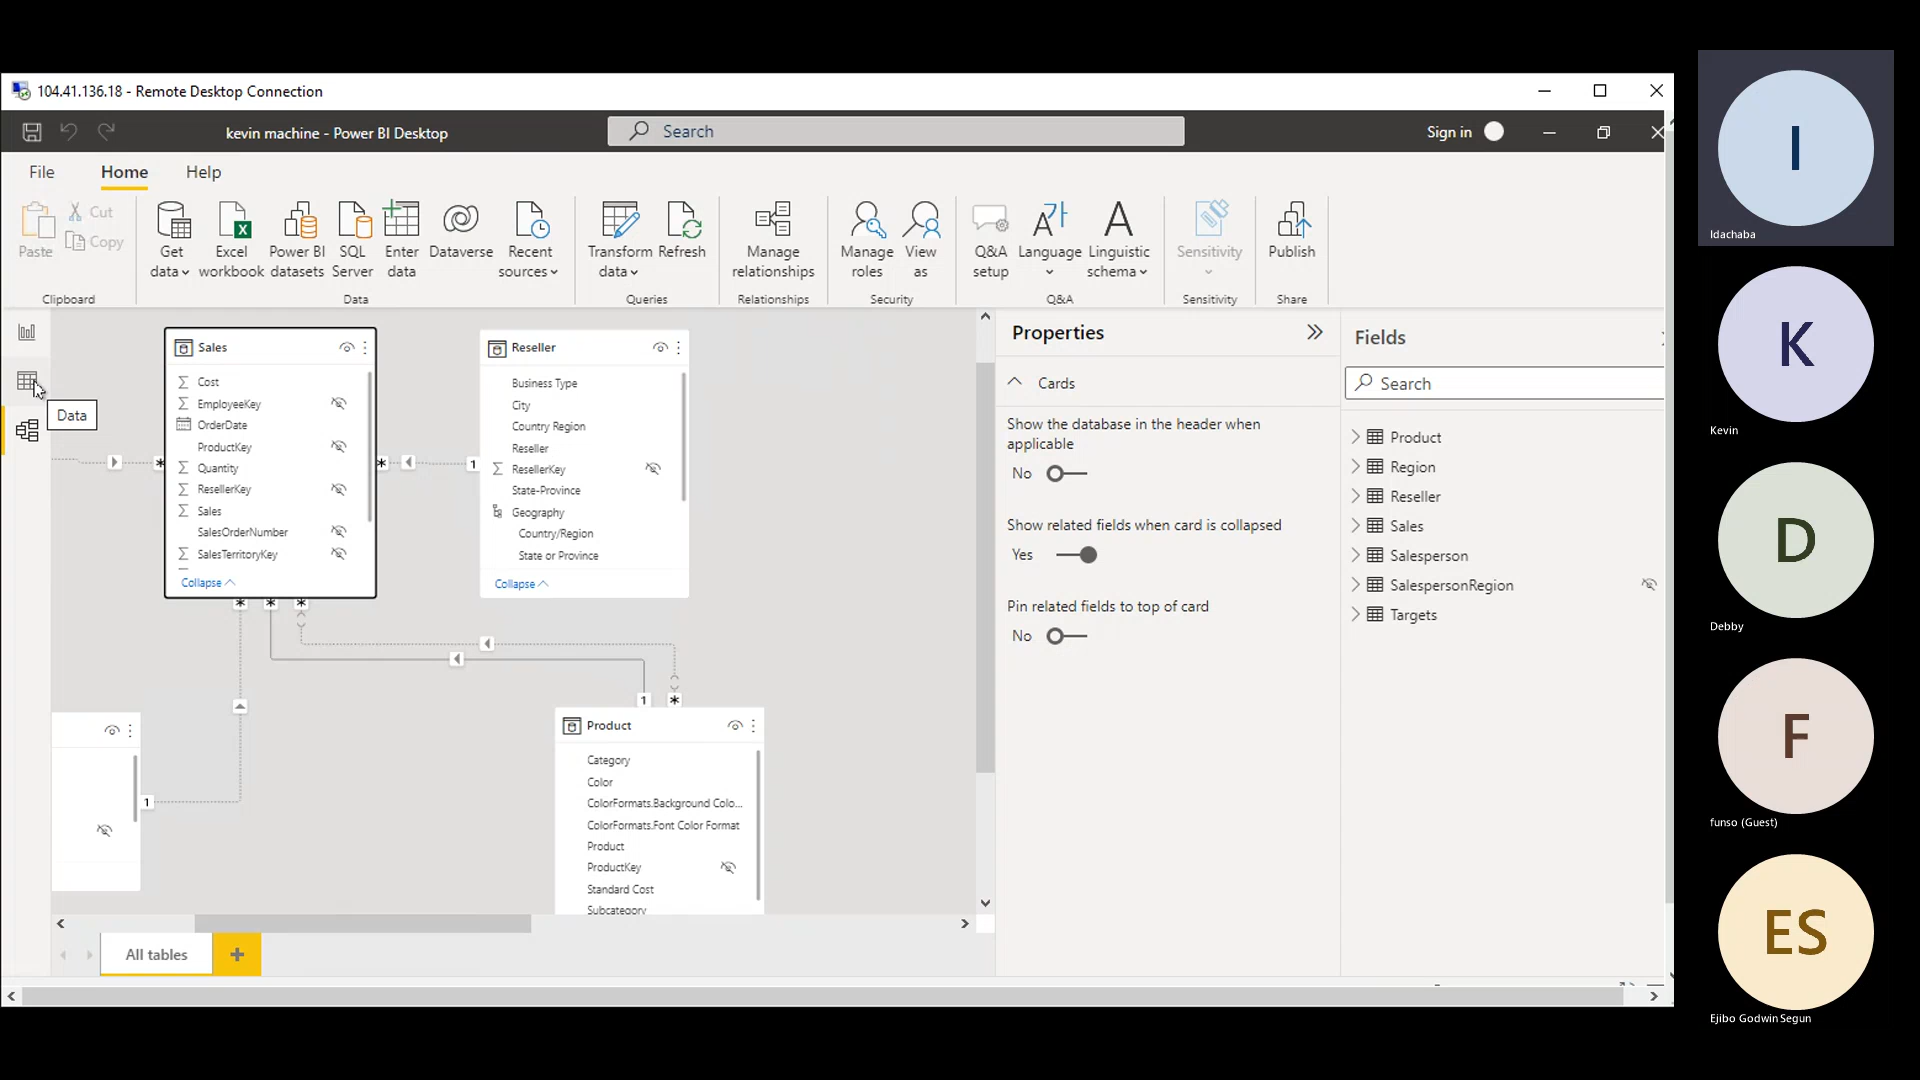 104.41.136.18 - Remote Desktop Connection
kevin machine - Power BI Desktop
Search
Sign in
File
Home
Help
Paste
Cut
Copy
Clipboard
Get data
Excel workbook
Power BI datasets
SQL Server
Enter data
Dataverse
Recent sources
Data
Transform data
Refresh
Queries
Manage relationships
Relationships
Manage roles
View as
Security
Q&A setup
Language
Linguistic schema
Q&A
Sensitivity
Sensitivity
Publish
Share
Data
Sales
Cost
EmployeeKey
OrderDate
ProductKey
Quantity
ResellerKey
Sales
SalesOrderNumber
SalesTerritoryKey
Collapse
Reseller
Business Type
City
Country Region
Reseller
ResellerKey
State-Province
Geography
Country/Region
State or Province
Collapse
*
*
1
*
*
*
1
*
1
Product
Category
Color
ColorFormats.Background Colo...
ColorFormats.Font Color Format
Product
ProductKey
Standard Cost
Subcategory
All tables
+
Properties
Cards
Show the database in the header when
applicable
No
Show related fields when card is collapsed
Yes
Pin related fields to top of card
No
Fields
Search
Product
Region
Reseller
Sales
Salesperson
SalespersonRegion
Targets
I
Idachaba
K
Kevin
D
Debby
F
funso (Guest)
ES
Ejibo Godwin Segun